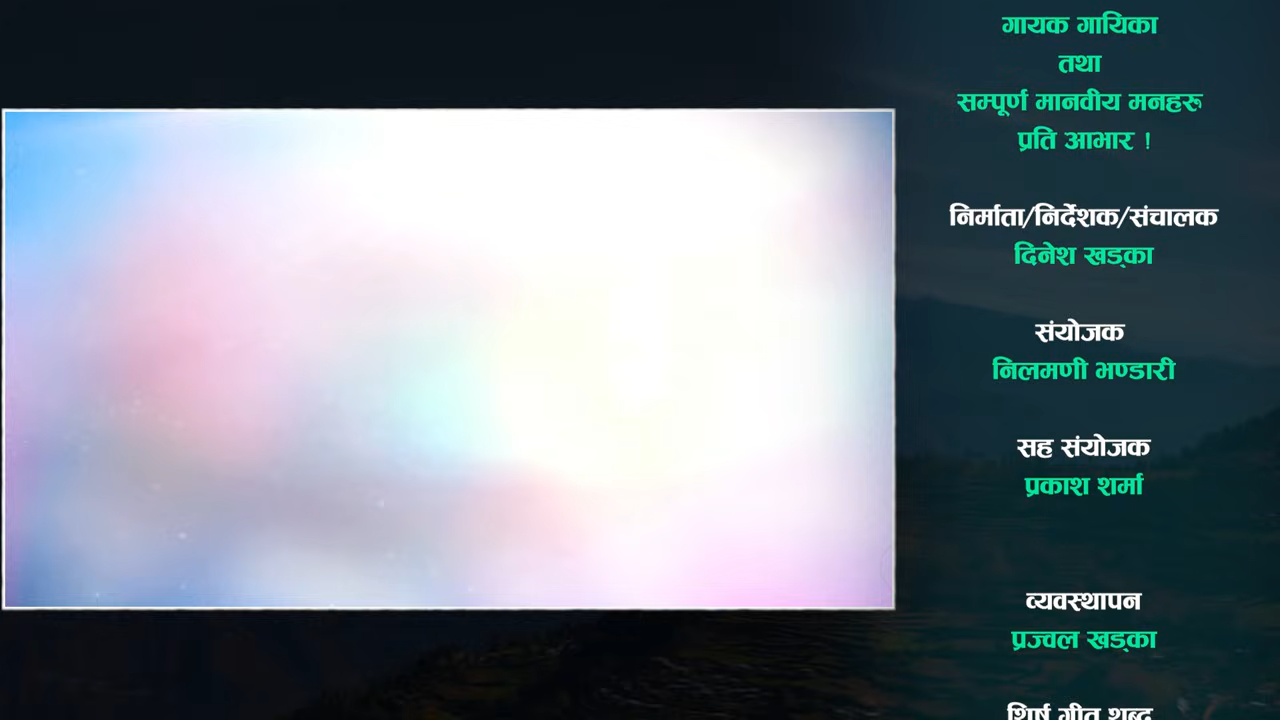 गायक गायिका
तथा
सम्पूर्ण मानवीय मनहरू
प्रति आभार !
निर्माता/निर्देशक/संचालक
दिनेश खड्का
संयोजक
निलमणी भण्डारी
सह संयोजक
प्रकाश शर्मा
व्यवस्थापन
प्रज्वल खड्का
शिर्ष गीत शब्द